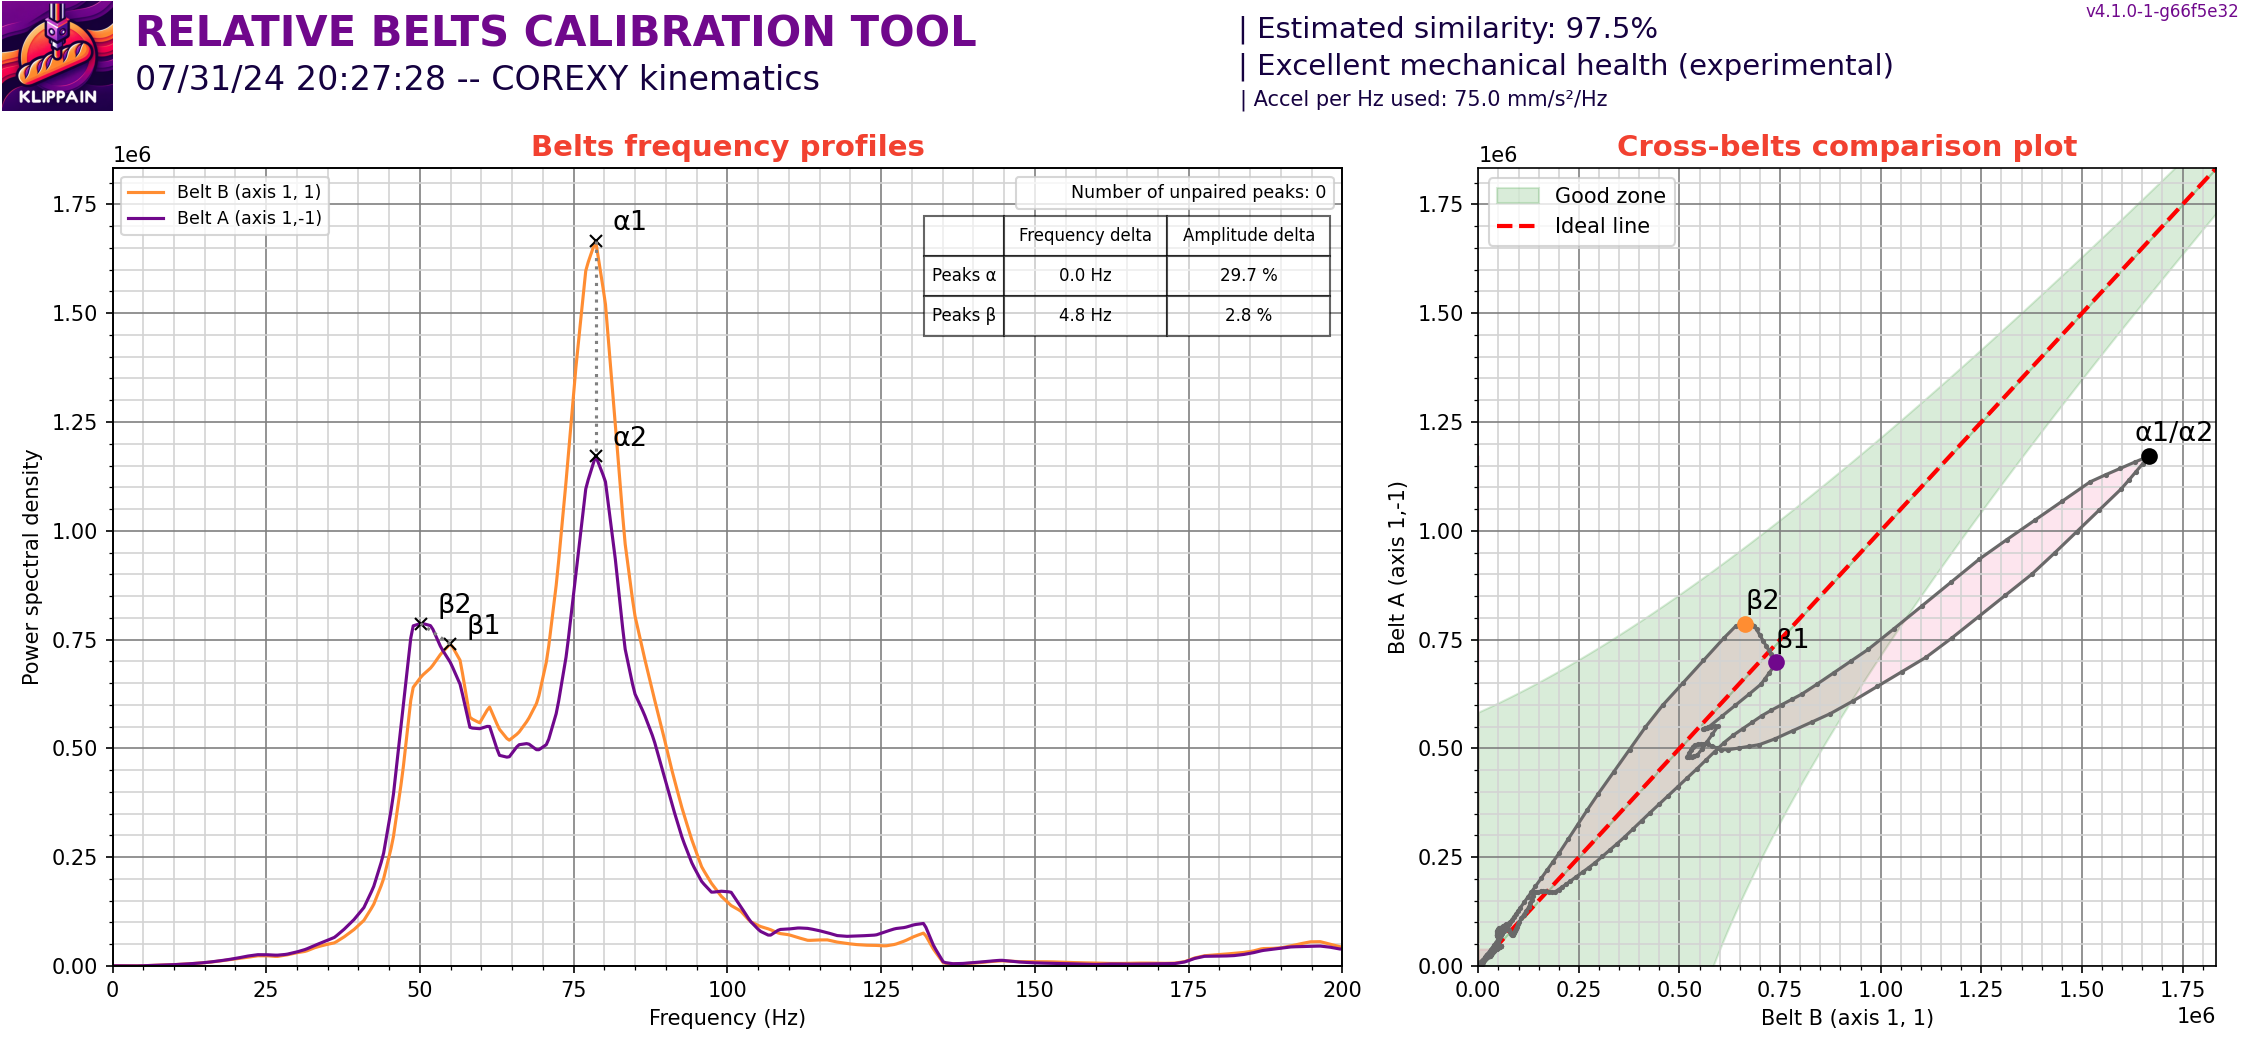 KLIPPAIN
RELATIVE BELTS CALIBRATION TOOL
07/31/24 20:27:28 -- COREXY kinematics
| Estimated similarity: 97.5%
| Excellent mechanical health (experimental)
| Accel per Hz used: 75.0 mm/s²/Hz
v4.1.0-1-g66f5e32
Belts frequency profiles
1e6
Belt B (axis 1, 1)
Belt A (axis 1,-1)
Number of unpaired peaks: 0
Frequency delta Amplitude delta
Peaks α 0.0 Hz 29.7 %
Peaks β 4.8 Hz 2.8 %
α1
α2
β2
β1
Power spectral density
1.75
1.50
1.25
1.00
0.75
0.50
0.25
0.00
0 25 50 75 100 125 150 175 200
Frequency (Hz)
Cross-belts comparison plot
1e6
Good zone
Ideal line
α1/α2
β2
β1
Belt A (axis 1,-1)
1.75
1.50
1.25
1.00
0.75
0.50
0.25
0.00
0.00 0.25 0.50 0.75 1.00 1.25 1.50 1.75
Belt B (axis 1, 1)
1e6